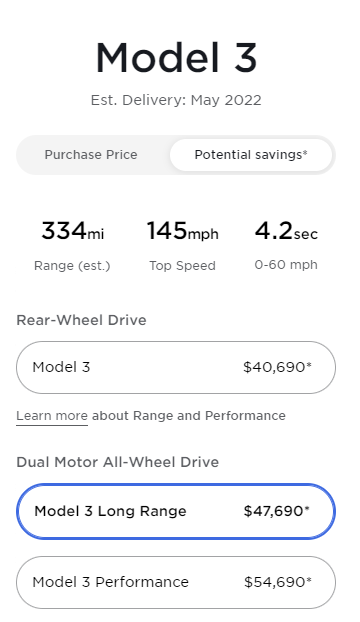 Model 3
Est. Delivery: May 2022
Purchase Price Potential savings*
334mi 145mph 4.2sec
Range (est.) Top Speed 0-60 mph
Rear-Wheel Drive
Model 3 $40,690*
Learn more about Range and Performance
Dual Motor All-Wheel Drive
Model 3 Long Range $47,690*
Model 3 Performance $54,690*